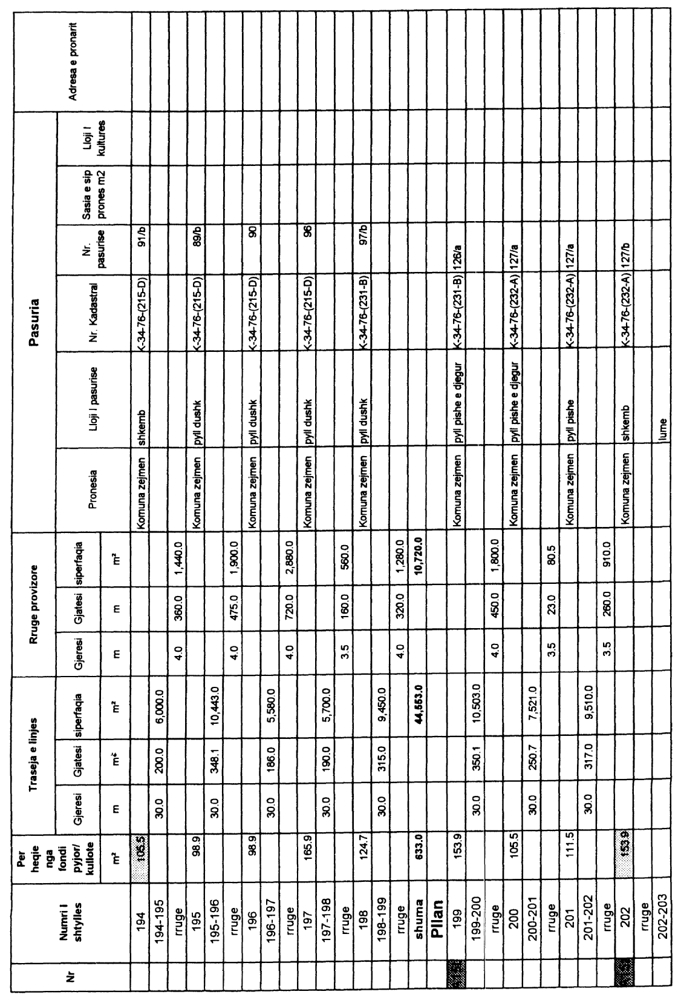 Nr | Numri I shtylles | Per heqie nga fondi pyjor/ kullote | Traseja e linjes | Rruge provizore | Pasuria | Adresa e pronarit
Gjeresi | Gjatesi | siperfaqia | Gjeresi | Gjatesi | siperfaqia | Pronesia | Lloji I pasurise | Nr. Kadastral | Nr. pasurise | Sasia e sip prones m2 | Lloji I kultures
m² | m | m² | m² | m | m | m²
194 | 105.5 | Komuna zejmen | shkemb | K-34-76-(215-D) | 91/b
194-195 | 30.0 | 200.0 | 6,000.0
rruge | 4.0 | 360.0 | 1,440.0
195 | 98.9 | Komuna zejmen | pyll dushk | K-34-76-(215-D) | 89/b
195-196 | 30.0 | 348.1 | 10,443.0
rruge | 4.0 | 475.0 | 1,900.0
196 | 98.9 | Komuna zejmen | pyll dushk | K-34-76-(215-D) | 90
196-197 | 30.0 | 186.0 | 5,580.0
rruge | 4.0 | 720.0 | 2,880.0
197 | 165.9 | Komuna zejmen | pyll dushk | K-34-76-(215-D) | 96
197-198 | 30.0 | 190.0 | 5,700.0
rruge | 3.5 | 160.0 | 560.0
198 | 124.7 | Komuna zejmen | pyll dushk | K-34-76-(231-B) | 97/b
198-199 | 30.0 | 315.0 | 9,450.0
rruge | 4.0 | 320.0 | 1,280.0
shuma | 633.0 | 44,553.0 | 10,720.0
Pllan
199 | 153.9 | Komuna zejmen | pyll pishe e djegur | K-34-76-(231-B) | 126/a
199-200 | 30.0 | 350.1 | 10,503.0
rruge | 4.0 | 450.0 | 1,800.0
200 | 105.5 | Komuna zejmen | pyll pishe e djegur | K-34-76-(232-A) | 127/a
200-201 | 30.0 | 250.7 | 7,521.0
rruge | 3.5 | 23.0 | 80.5
201 | 111.5 | Komuna zejmen | pyll pishe | K-34-76-(232-A) | 127/a
201-202 | 30.0 | 317.0 | 9,510.0
rruge | 3.5 | 260.0 | 910.0
202 | 153.9 | Komuna zejmen | shkemb | K-34-76-(232-A) | 127/b
rruge
202-203 | lume